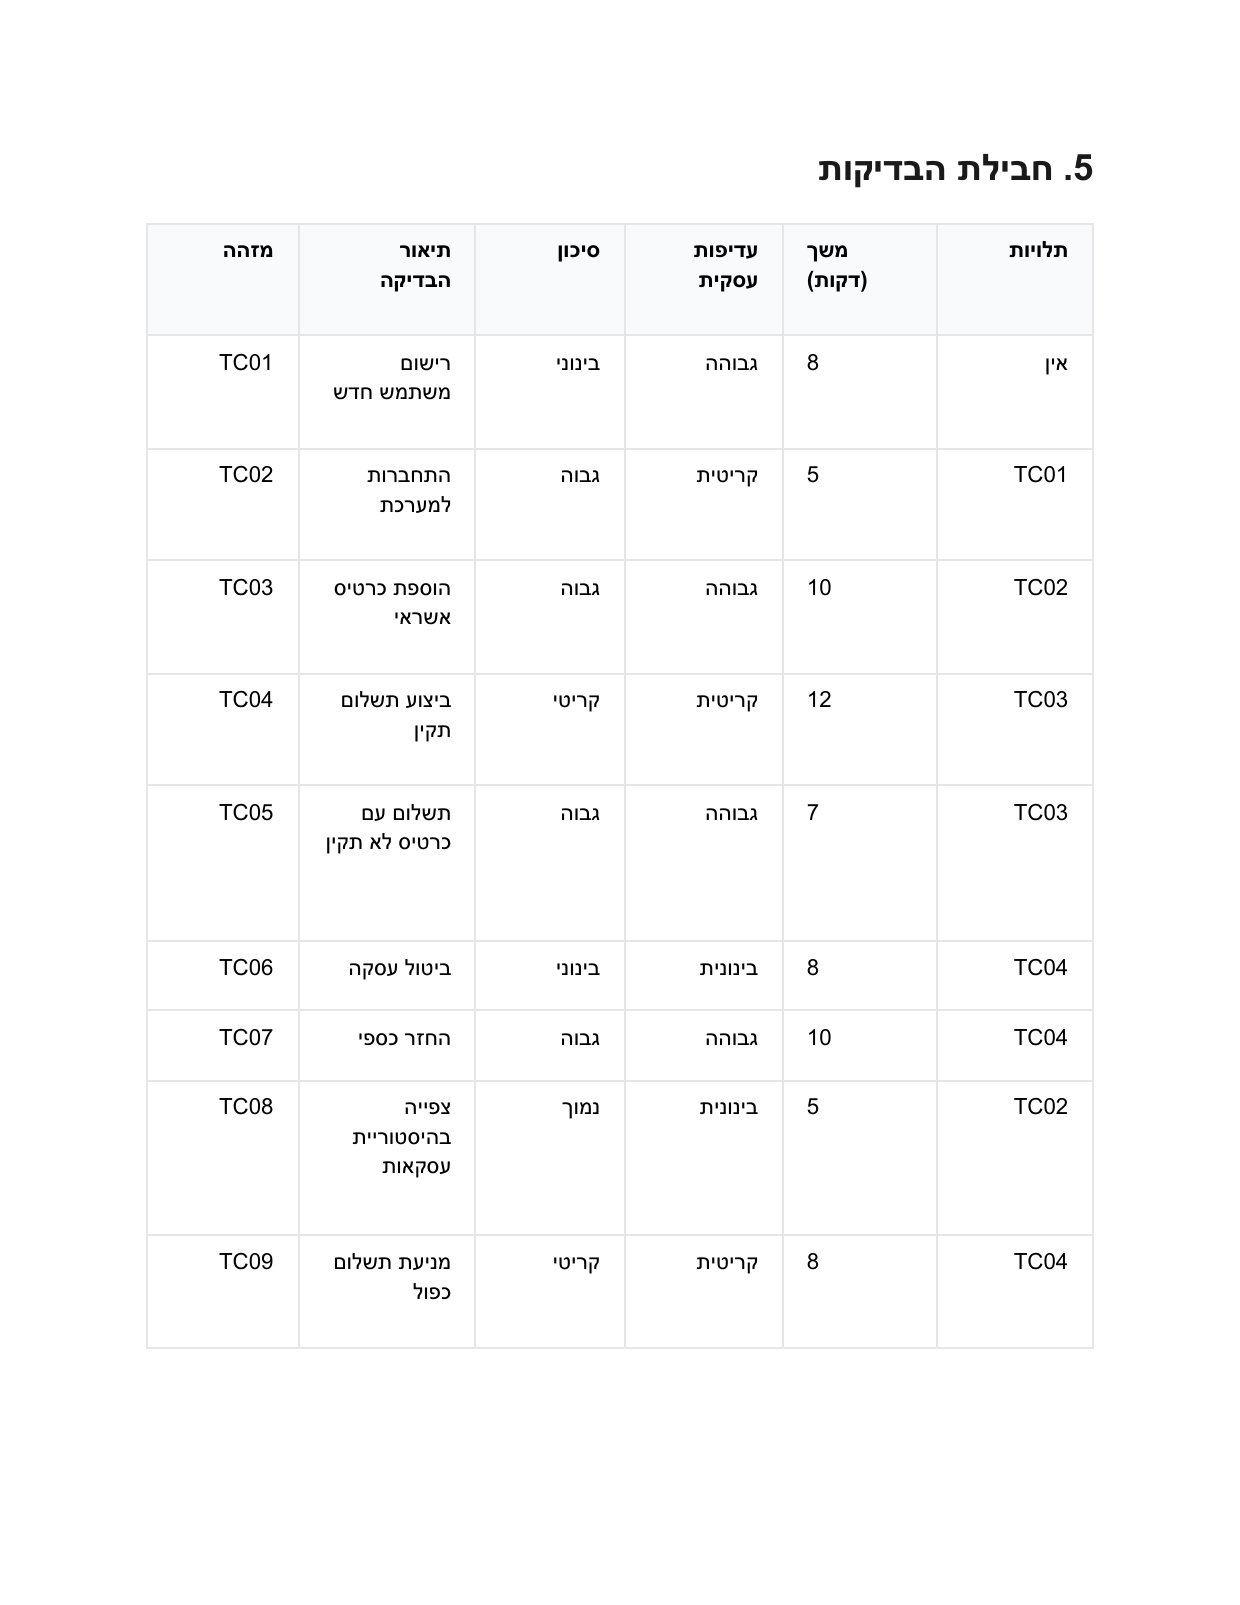 5. חבילת הבדיקות
מזהה
תיאור
הבדיקה
סיכון
עדיפות
עסקית
משך
(דקות)
תלויות
TC01
רישום
משתמש חדש
בינוני
גבוהה
8
אין
TC02
התחברות
למערכת
גבוה
קריטית
5
TC01
TC03
הוספת כרטיס
אשראי
גבוה
גבוהה
10
TC02
TC04
ביצוע תשלום
תקין
קריטי
קריטית
12
TC03
TC05
תשלום עם
כרטיס לא תקין
גבוה
גבוהה
7
TC03
TC06
ביטול עסקה
בינוני
בינונית
8
TC04
TC07
החזר כספי
גבוה
גבוהה
10
TC04
TC08
צפייה
בהיסטוריית
עסקאות
נמוך
בינונית
5
TC02
TC09
מניעת תשלום
כפול
קריטי
קריטית
8
TC04